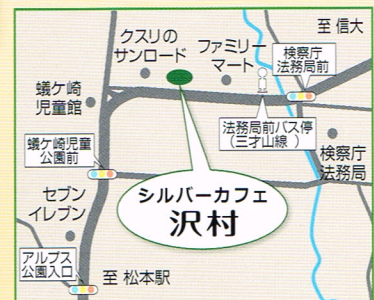 至 信大
クスリの
サンロード
ファミリー
マート
検察庁
法務局前
蟻ケ崎
児童館
法務局前バス停
(三才山線 )
検察庁
法務局
蟻ケ崎児童
公園前
セブン
イレブン
シルバーカフェ
沢村
アルプス
公園入口
至 松本駅